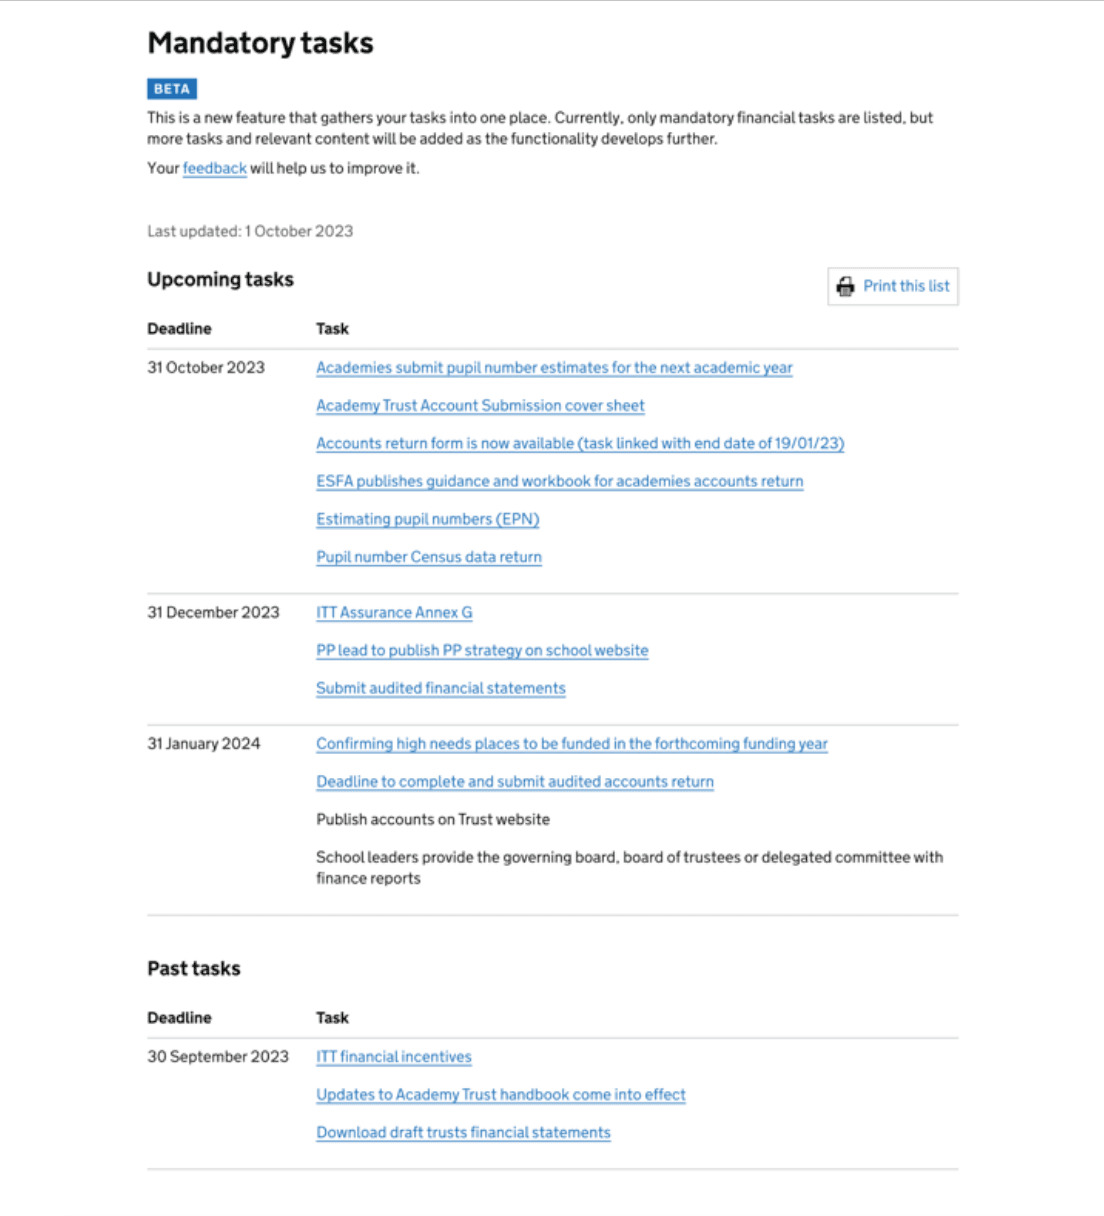 Mandatory tasks
BETA
This is a new feature that gathers your tasks into one place. Currently, only mandatory financial tasks are listed, but
more tasks and relevant content will be added as the functionality develops further.
Your feedback will help us to improve it.
Last updated: 1 October 2023
Upcoming tasks
Print this list
Deadline Task
31 October 2023 Academies submit pupil number estimates for the next academic year
Academy Trust Account Submission cover sheet
Accounts return form is now available (task linked with end date of 19/01/23)
ESFA publishes guidance and workbook for academies accounts return
Estimating pupil numbers (EPN)
Pupil number Census data return
31 December 2023 ITT Assurance Annex G
PP lead to publish PP strategy on school website
Submit audited financial statements
31 January 2024 Confirming high needs places to be funded in the forthcoming funding year
Deadline to complete and submit audited accounts return
Publish accounts on Trust website
School leaders provide the governing board, board of trustees or delegated committee with
finance reports
Past tasks
Deadline Task
30 September 2023 ITT financial incentives
Updates to Academy Trust handbook come into effect
Download draft trusts financial statements